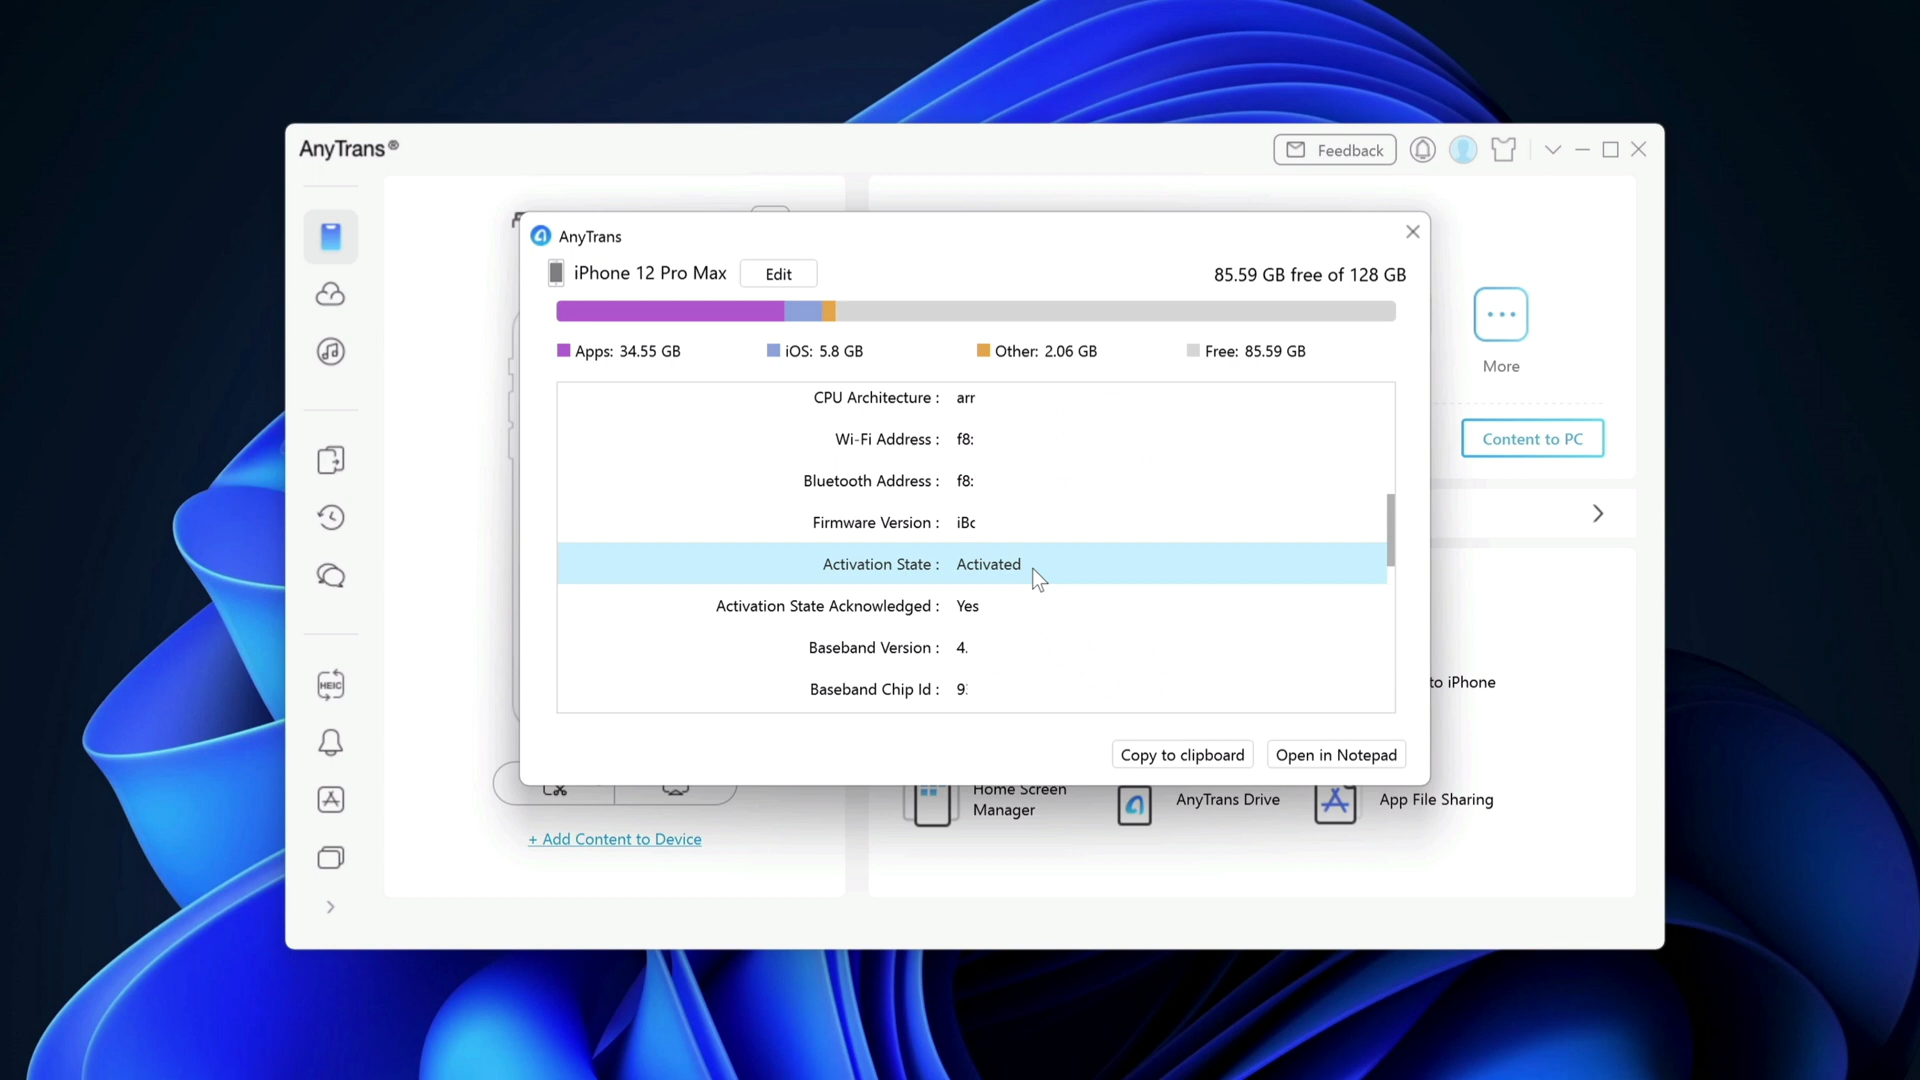 AnyTrans®
Feedback
AnyTrans
iPhone 12 Pro Max
Edit
85.59 GB free of 128 GB
Apps: 34.55 GB
iOS: 5.8 GB
Other: 2.06 GB
Free: 85.59 GB
More
CPU Architecture :
Wi-Fi Address : f8:
Content to PC
Bluetooth Address : f8:
Firmware Version :
Activation State : Activated
Activation State Acknowledged : Yes
Baseband Version : 4.
HEIC
Baseband Chip Id :
to iPhone
Copy to clipboard
Open in Notepad
Home Screen
Manager
AnyTrans Drive
App File Sharing
+ Add Content to Device